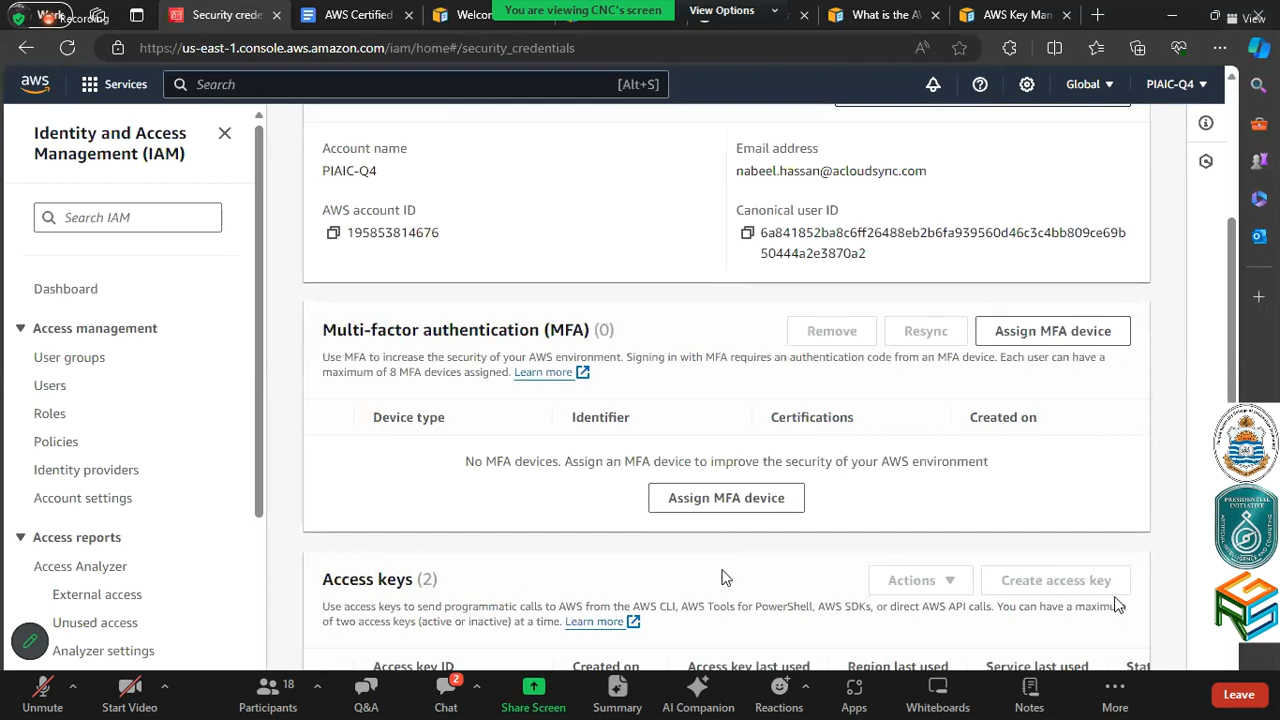 Recording
You are viewing CNC's screen
View Options
View
Work
Security crede
AWS Certified
Welcon
What is the AV
AWS Key Man
https://us-east-1.console.aws.amazon.com/iam/home#/security_credentials
aws
Services
Search
[Alt+S]
Global
PIAIC-Q4
Identity and Access
Management (IAM)
Search IAM
Dashboard
Access management
User groups
Users
Roles
Policies
Identity providers
Account settings
Access reports
Access Analyzer
External access
Unused access
Analyzer settings
Account name
PIAIC-Q4
Email address
nabeel.hassan@acloudsync.com
AWS account ID
195853814676
Canonical user ID
6a841852ba8c6ff26488eb2b6fa939560d46c3c4bb809ce69b
50444a2e3870a2
Multi-factor authentication (MFA) (0)
Remove
Resync
Assign MFA device
Use MFA to increase the security of your AWS environment. Signing in with MFA requires an authentication code from an MFA device. Each user can have a
maximum of 8 MFA devices assigned. Learn more
Device type
Identifier
Certifications
Created on
No MFA devices. Assign an MFA device to improve the security of your AWS environment
Assign MFA device
Access keys (2)
Actions
Create access key
Use access keys to send programmatic calls to AWS from the AWS CLI, AWS Tools for PowerShell, AWS SDKs, or direct AWS API calls. You can have a maximum
of two access keys (active or inactive) at a time. Learn more
Access key ID
Created on
Access key last used
Region last used
Service last used
Stat
PRESIDENTIAL
INITIATIVE
Unmute
Start Video
18
Participants
Q&A
2
Chat
Share Screen
Summary
AI Companion
Reactions
Apps
Whiteboards
Notes
More
Leave